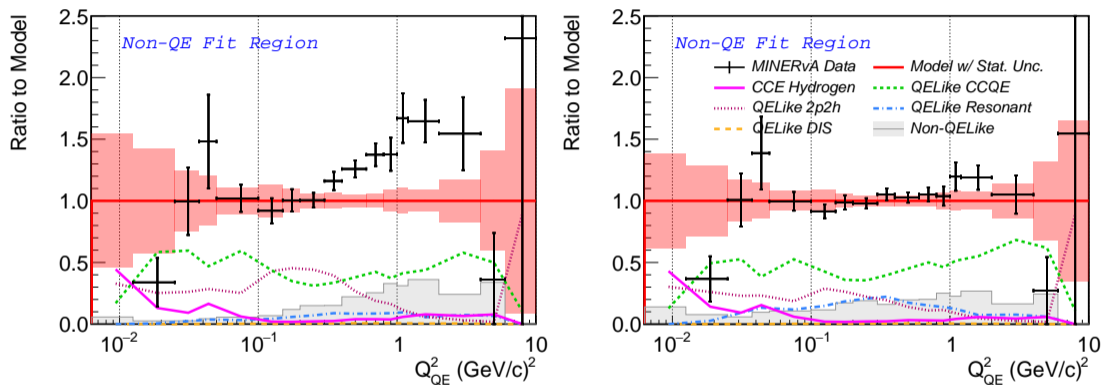 Ratio to Model
2.5
2.0
1.5
1.0
0.5
0.0
Non-QE Fit Region
10⁻²
10⁻¹
1
10
Q²QE (GeV/c)²
Ratio to Model
2.5
2.0
1.5
1.0
0.5
0.0
Non-QE Fit Region
MINERvA Data
Model w/ Stat. Unc.
CCE Hydrogen
QELike CCQE
QELike 2p2h
QELike Resonant
QELike DIS
Non-QELike
10⁻²
10⁻¹
1
10
Q²QE (GeV/c)²